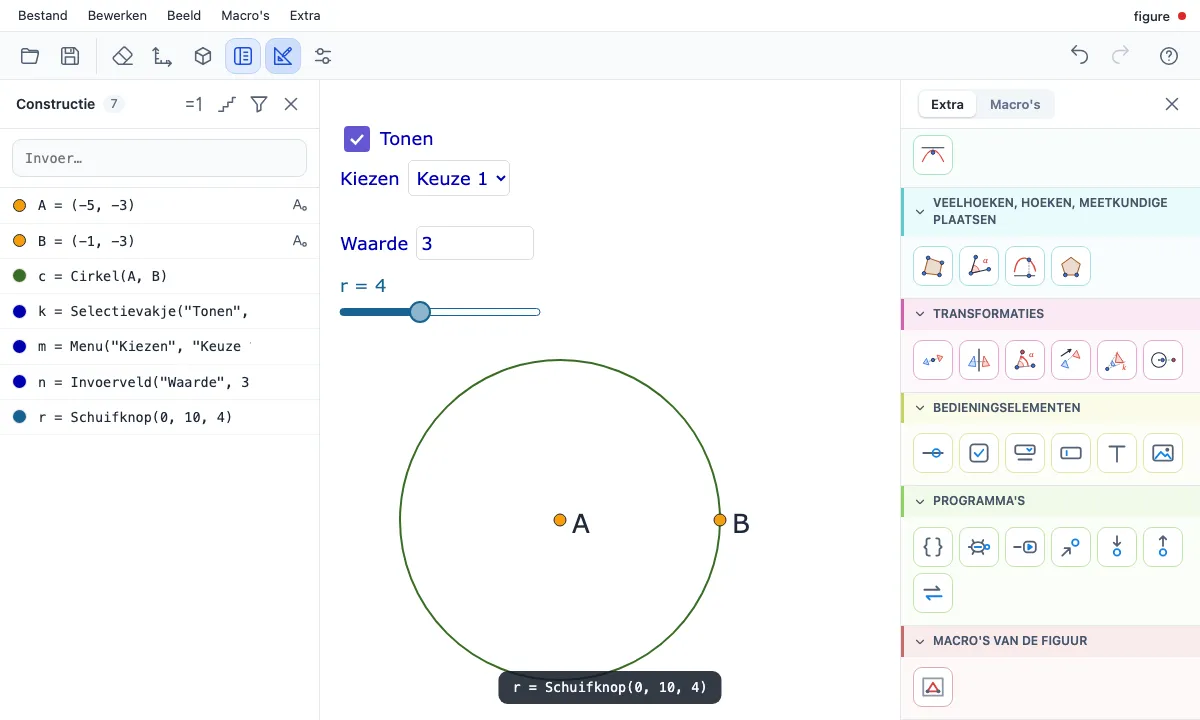 Bestand Bewerken Beeld Macro's Extra figure
Constructie 7 =1
Extra Macro's
Invoer…
A = (−5, −3)
B = (−1, −3)
c = Cirkel(A, B)
k = Selectievakje("Tonen",
m = Menu("Kiezen", "Keuze
n = Invoerveld("Waarde", 3
r = Schuifknop(0, 10, 4)
Tonen
Kiezen Keuze 1
Waarde 3
r = 4
A
B
r = Schuifknop(0, 10, 4)
VEELHOEKEN, HOEKEN, MEETKUNDIGE
PLAATSEN
TRANSFORMATIES
BEDIENINGSELEMENTEN
PROGRAMMA'S
MACRO'S VAN DE FIGUUR